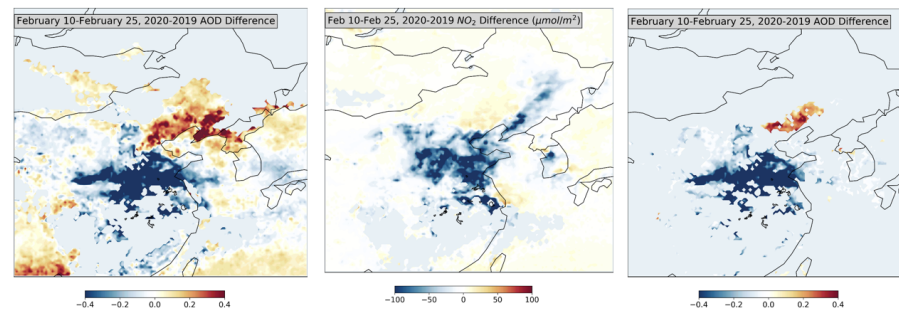 February 10-February 25, 2020-2019 AOD Difference
Feb 10-Feb 25, 2020-2019 NO₂ Difference (μmol/m²)
February 10-February 25, 2020-2019 AOD Difference
−0.4 −0.2 0.0 0.2 0.4
−100 −50 0 50 100
−0.4 −0.2 0.0 0.2 0.4